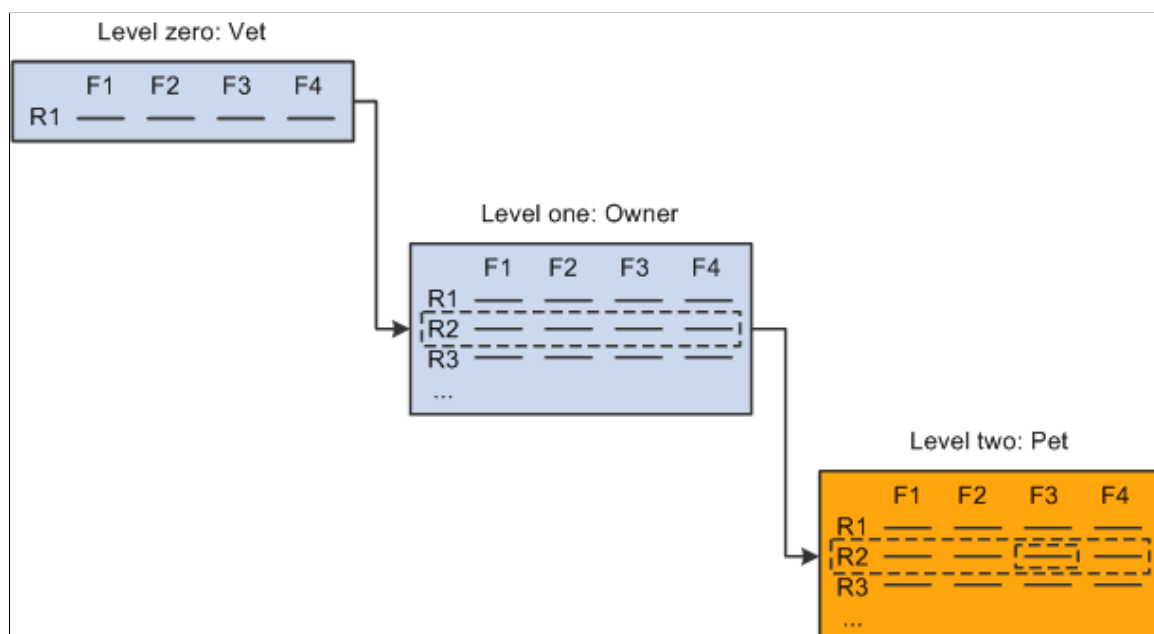 Level zero: Vet
F1 F2 F3 F4
R1
Level one: Owner
F1 F2 F3 F4
R1
R2
R3
...
Level two: Pet
F1 F2 F3 F4
R1
R2
R3
...